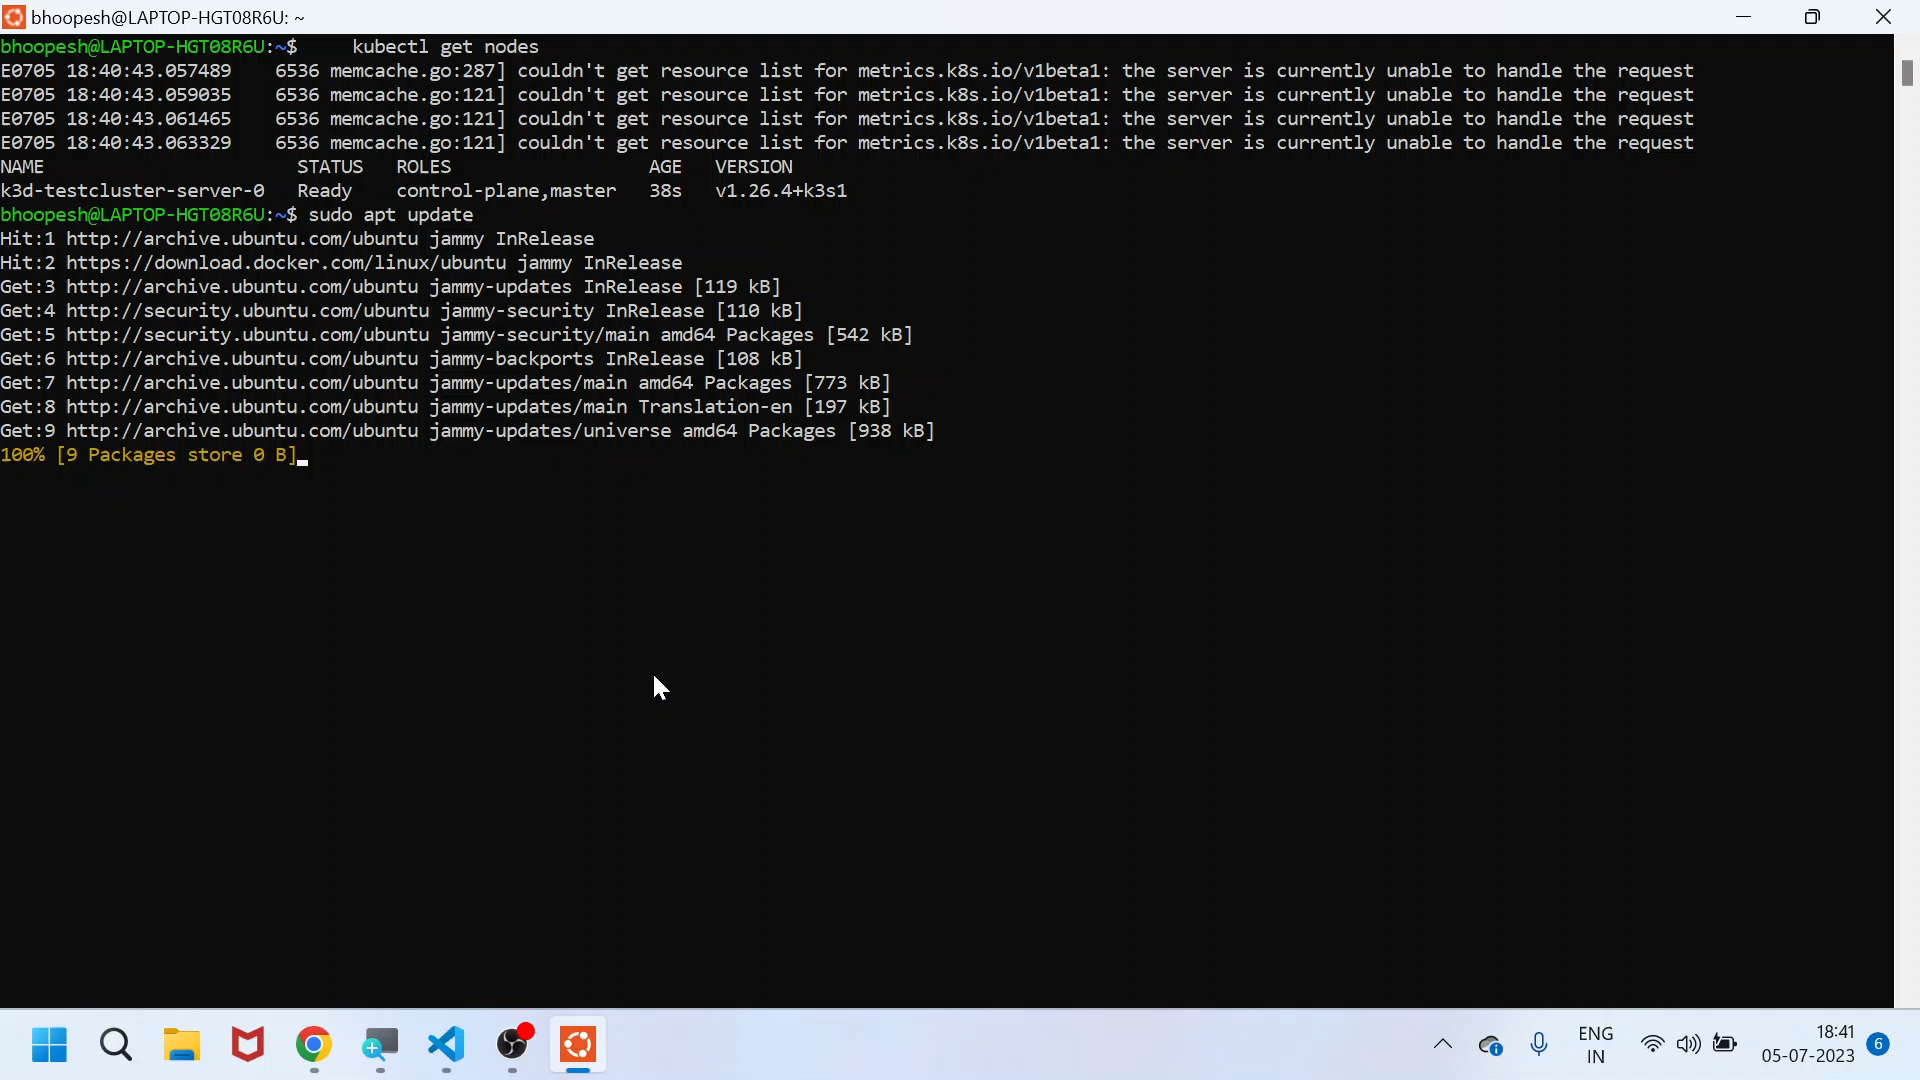 bhoopesh@LAPTOP-HGT08R6U: ~
bhoopesh@LAPTOP-HGT08R6U:~$     kubectl get nodes
E0705 18:40:43.057489    6536 memcache.go:287] couldn't get resource list for metrics.k8s.io/v1beta1: the server is currently unable to handle the request
E0705 18:40:43.059035    6536 memcache.go:121] couldn't get resource list for metrics.k8s.io/v1beta1: the server is currently unable to handle the request
E0705 18:40:43.061465    6536 memcache.go:121] couldn't get resource list for metrics.k8s.io/v1beta1: the server is currently unable to handle the request
E0705 18:40:43.063329    6536 memcache.go:121] couldn't get resource list for metrics.k8s.io/v1beta1: the server is currently unable to handle the request
NAME                       STATUS   ROLES                  AGE   VERSION
k3d-testcluster-server-0   Ready    control-plane,master   38s   v1.26.4+k3s1
bhoopesh@LAPTOP-HGT08R6U:~$ sudo apt update
Hit:1 http://archive.ubuntu.com/ubuntu jammy InRelease
Hit:2 https://download.docker.com/linux/ubuntu jammy InRelease
Get:3 http://archive.ubuntu.com/ubuntu jammy-updates InRelease [119 kB]
Get:4 http://security.ubuntu.com/ubuntu jammy-security InRelease [110 kB]
Get:5 http://security.ubuntu.com/ubuntu jammy-security/main amd64 Packages [542 kB]
Get:6 http://archive.ubuntu.com/ubuntu jammy-backports InRelease [108 kB]
Get:7 http://archive.ubuntu.com/ubuntu jammy-updates/main amd64 Packages [773 kB]
Get:8 http://archive.ubuntu.com/ubuntu jammy-updates/main Translation-en [197 kB]
Get:9 http://archive.ubuntu.com/ubuntu jammy-updates/universe amd64 Packages [938 kB]
100% [9 Packages store 0 B]
ENG
IN
18:41
05-07-2023
6